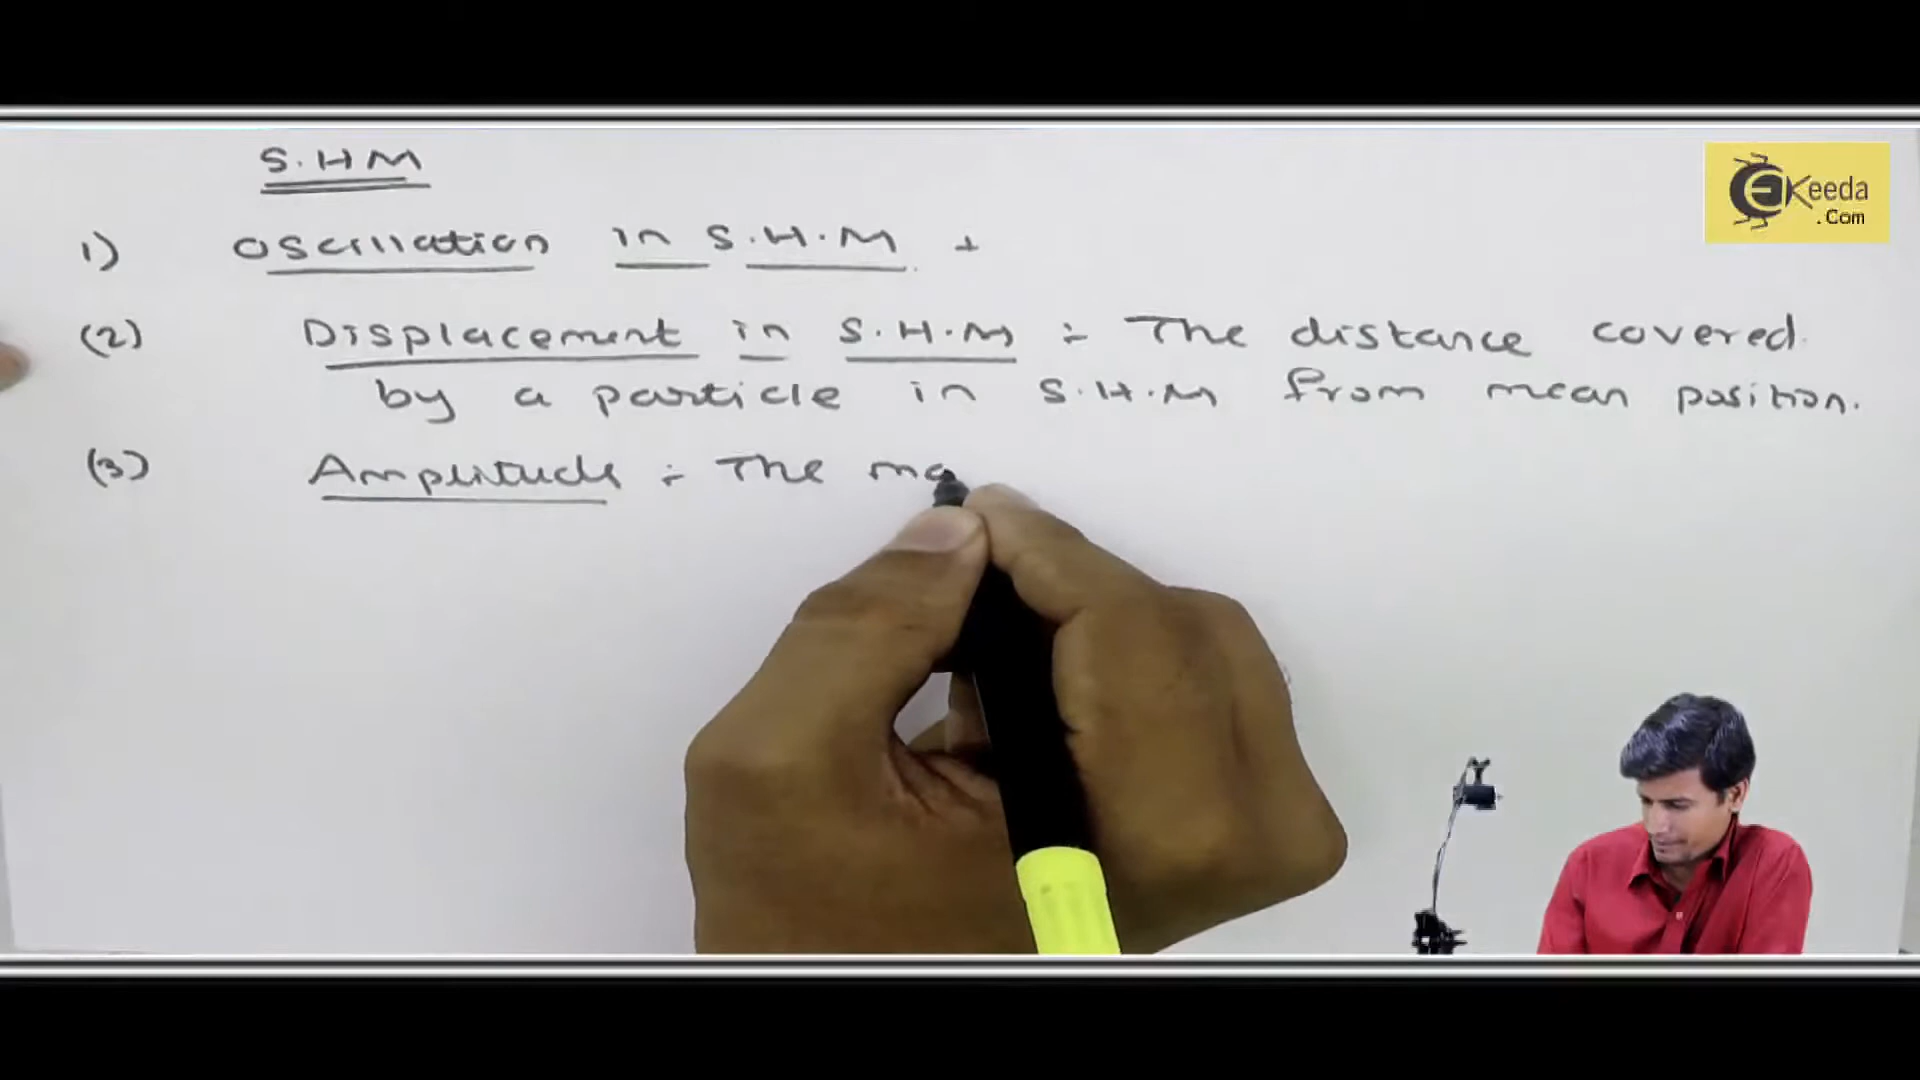 S.HM
1) Oscillation in S.H.M :
(2) Displacement in S.H.M :- The distance covered.
by a particle in S.H.M from mean position.
(3) Amplitude :- The ma
EKeeda
.Com